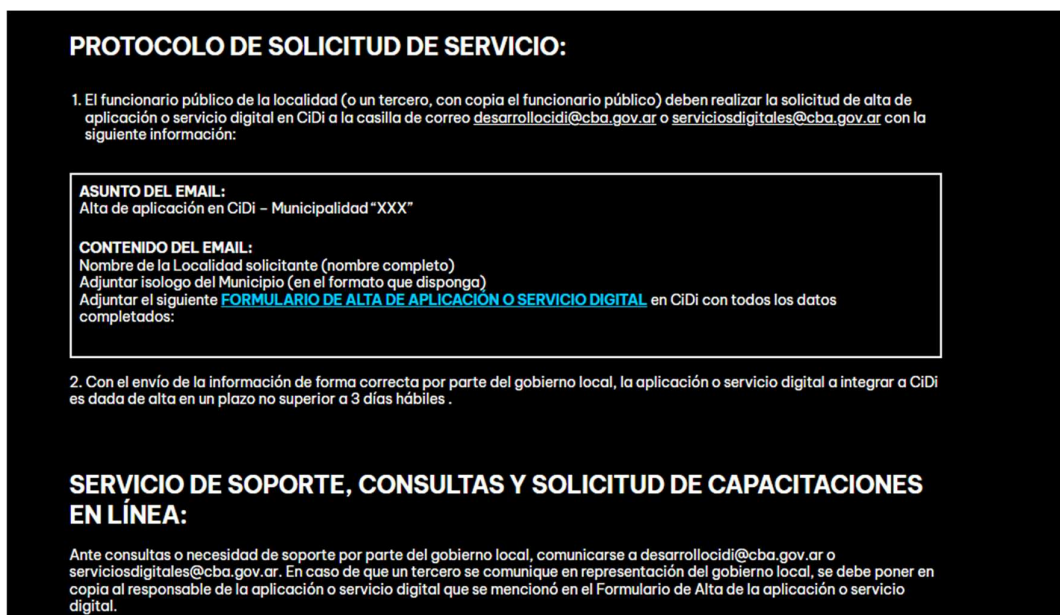 PROTOCOLO DE SOLICITUD DE SERVICIO:
1. El funcionario público de la localidad (o un tercero, con copia el funcionario público) deben realizar la solicitud de alta de
aplicación o servicio digital en CiDi a la casilla de correo desarrollocidi@cba.gov.ar o serviciosdigitales@cba.gov.ar con la
siguiente información:
ASUNTO DEL EMAIL:
Alta de aplicación en CiDi – Municipalidad “XXX”
CONTENIDO DEL EMAIL:
Nombre de la Localidad solicitante (nombre completo)
Adjuntar isologo del Municipio (en el formato que disponga)
Adjuntar el siguiente FORMULARIO DE ALTA DE APLICACIÓN O SERVICIO DIGITAL en CiDi con todos los datos
completados:
2. Con el envío de la información de forma correcta por parte del gobierno local, la aplicación o servicio digital a integrar a CiDi
es dada de alta en un plazo no superior a 3 días hábiles .
SERVICIO DE SOPORTE, CONSULTAS Y SOLICITUD DE CAPACITACIONES
EN LÍNEA:
Ante consultas o necesidad de soporte por parte del gobierno local, comunicarse a desarrollocidi@cba.gov.ar o
serviciosdigitales@cba.gov.ar. En caso de que un tercero se comunique en representación del gobierno local, se debe poner en
copia al responsable de la aplicación o servicio digital que se mencionó en el Formulario de Alta de la aplicación o servicio
digital.